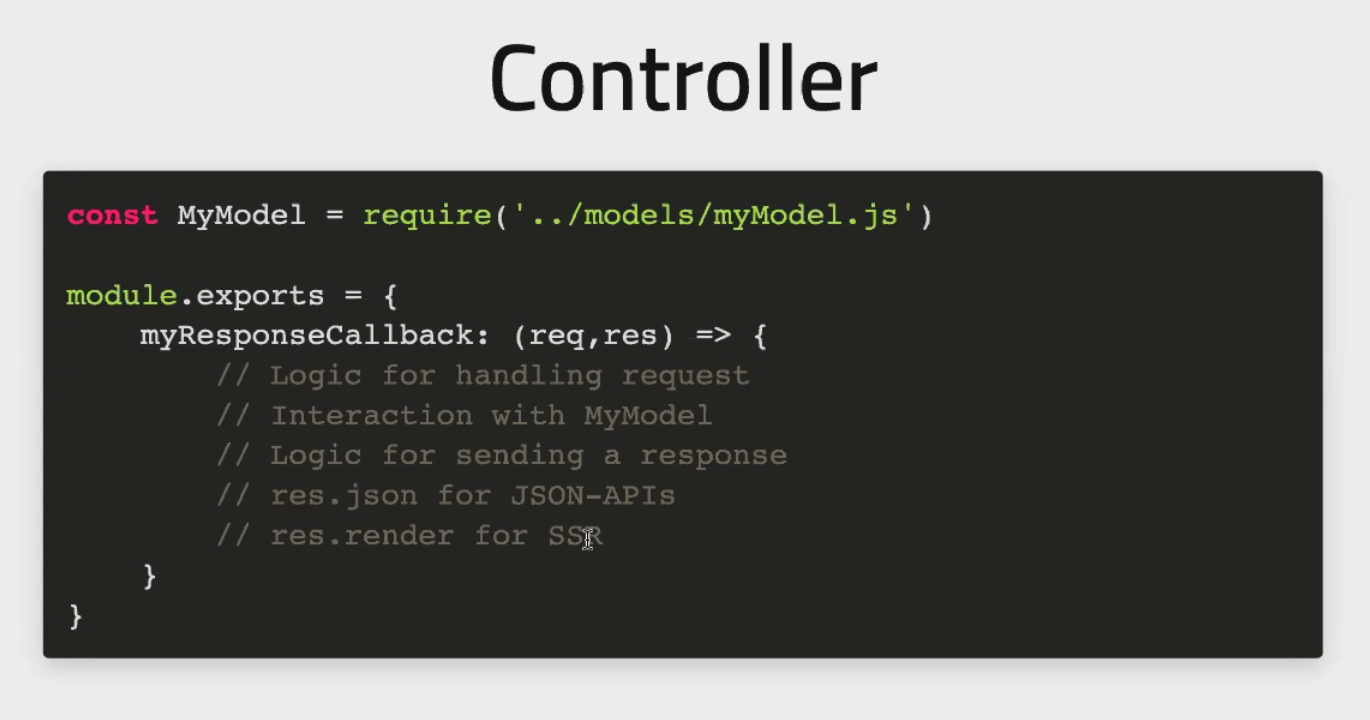 Controller
const MyModel = require('../models/myModel.js')
module.exports = {
myResponseCallback: (req,res) => {
// Logic for handling request
// Interaction with MyModel
// Logic for sending a response
// res.json for JSON-APIs
// res.render for SSR
}
}